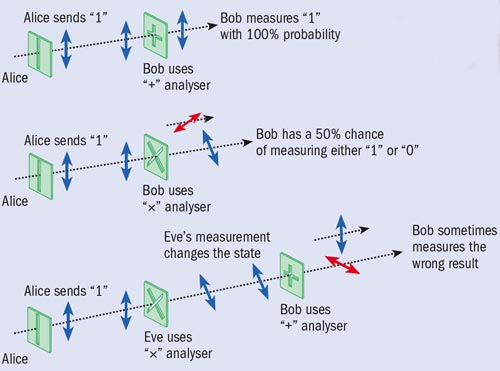 Alice sends “1”
Bob measures “1”
with 100% probability
Alice
Bob uses
“+” analyser
Alice sends “1”
Bob has a 50% chance
of measuring either “1” or “0”
Alice
Bob uses
“×” analyser
Eve’s measurement
changes the state
Bob sometimes
measures the
wrong result
Alice sends “1”
Bob uses
“+” analyser
Alice
Eve uses
“×” analyser